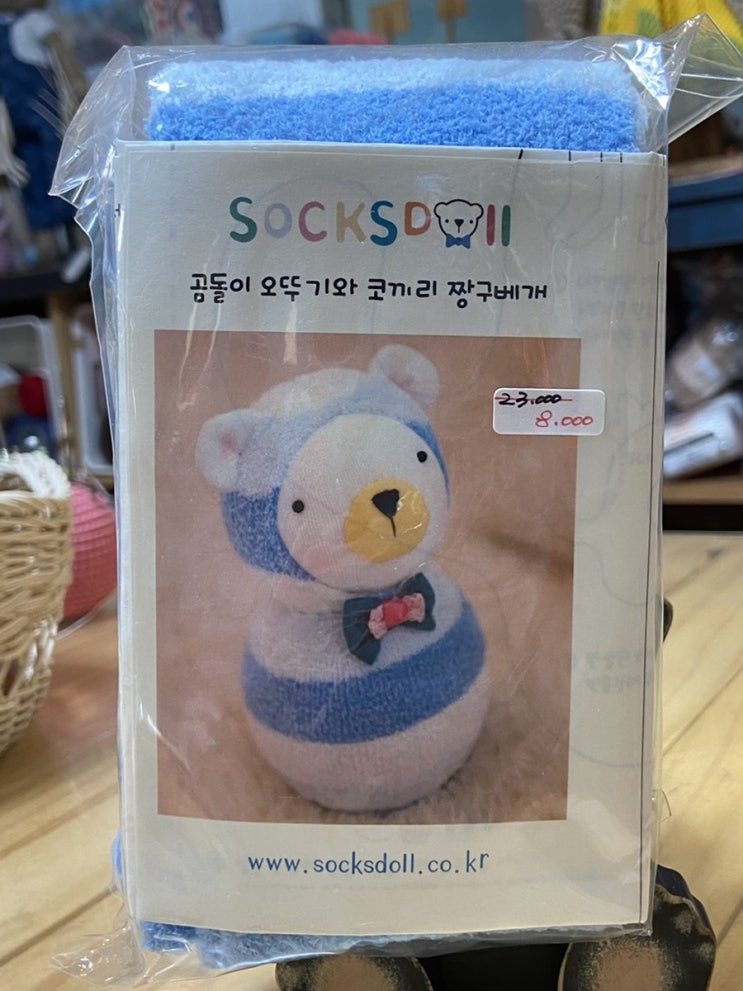 SOCKSDOll
곰돌이 오뚜기와 코끼리 짱구베개
23.000
8.000
www.socksdoll.co.kr